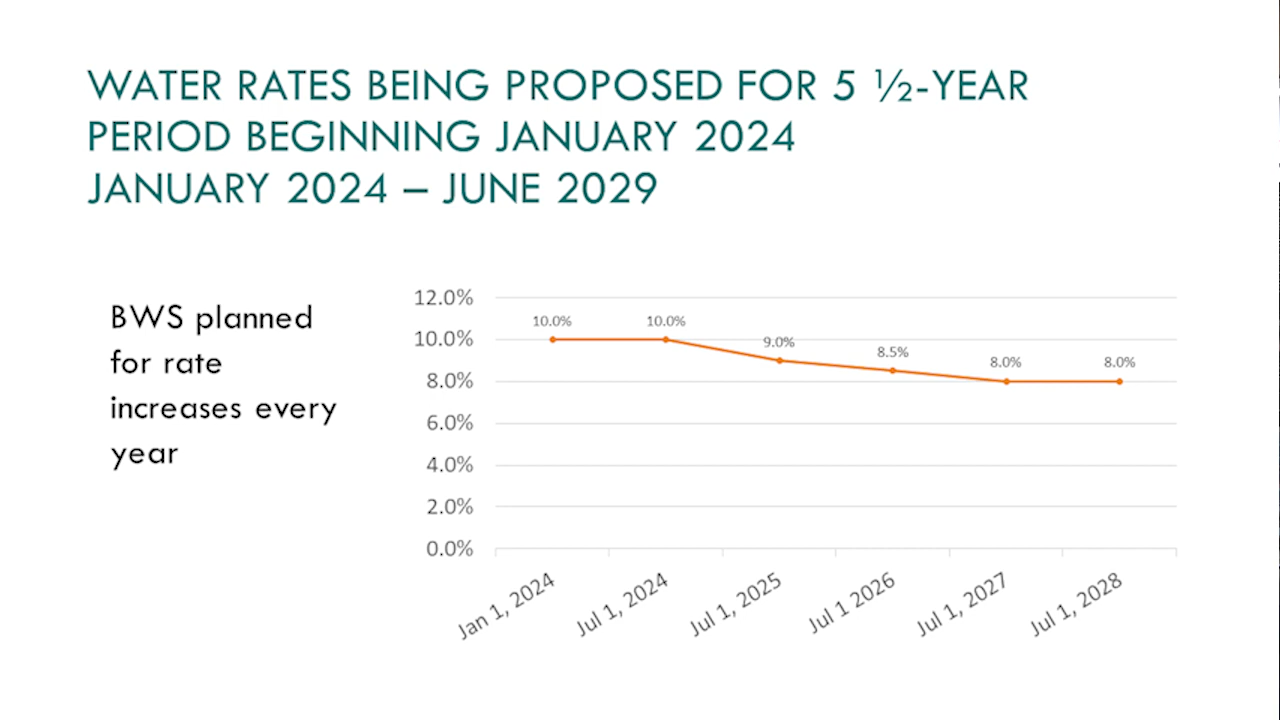 WATER RATES BEING PROPOSED FOR 5 ½-YEAR
PERIOD BEGINNING JANUARY 2024
JANUARY 2024 – JUNE 2029
BWS planned
for rate
increases every
year
12.0%
10.0%
8.0%
6.0%
4.0%
2.0%
0.0%
10.0%
10.0%
9.0%
8.5%
8.0%
8.0%
Jan 1, 2024
Jul 1, 2024
Jul 1, 2025
Jul 1 2026
Jul 1, 2027
Jul 1, 2028